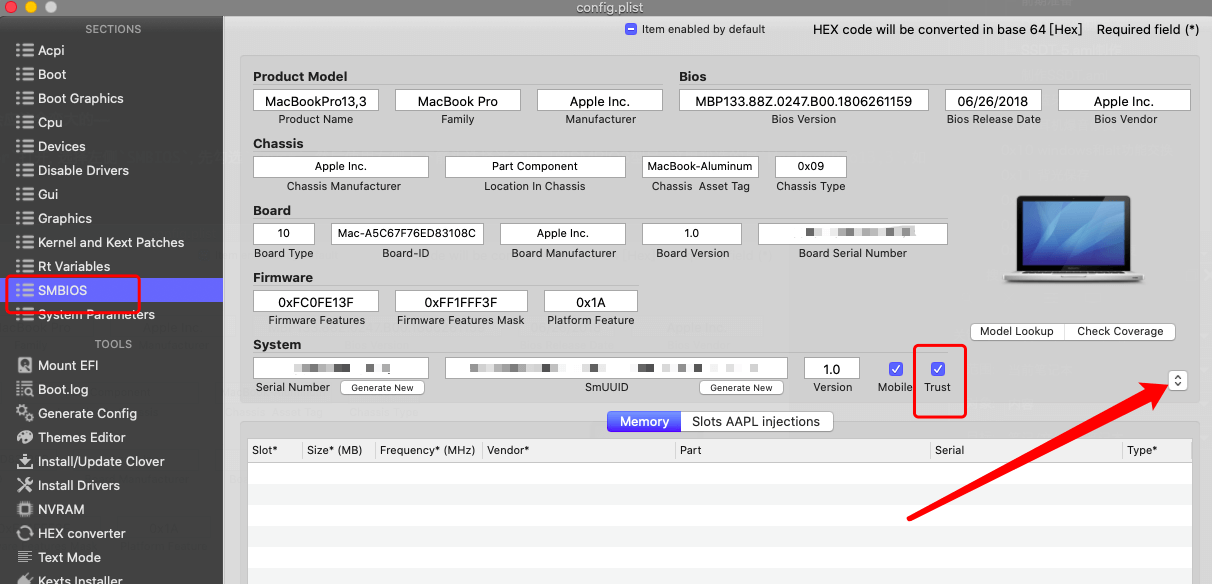 config.plist
SECTIONS
Acpi
Boot
Boot Graphics
Cpu
Devices
Disable Drivers
Gui
Graphics
Kernel and Kext Patches
Rt Variables
SMBIOS
System Parameters
TOOLS
Mount EFI
Boot.log
Generate Config
Themes Editor
Install/Update Clover
Install Drivers
NVRAM
HEX converter
Text Mode
Kexts Installer
Item enabled by default HEX code will be converted in base 64 [Hex] Required field (*)
Product Model Bios
MacBookPro13,3 MacBook Pro Apple Inc. MBP133.88Z.0247.B00.1806261159 06/26/2018 Apple Inc.
Product Name Family Manufacturer Bios Version Bios Release Date Bios Vendor
Chassis
Apple Inc. Part Component MacBook-Aluminum 0x09
Chassis Manufacturer Location In Chassis Chassis Asset Tag Chassis Type
Board
10 Mac-A5C67F76ED83108C Apple Inc. 1.0
Board Type Board-ID Board Manufacturer Board Version Board Serial Number
Firmware
0xFC0FE13F 0xFF1FFF3F 0x1A
Firmware Features Firmware Features Mask Platform Feature
Model Lookup Check Coverage
System
1.0
Serial Number Generate New SmUUID Generate New Version Mobile Trust
Memory Slots AAPL injections
Slot* Size* (MB) Frequency* (MHz) Vendor* Part Serial Type*